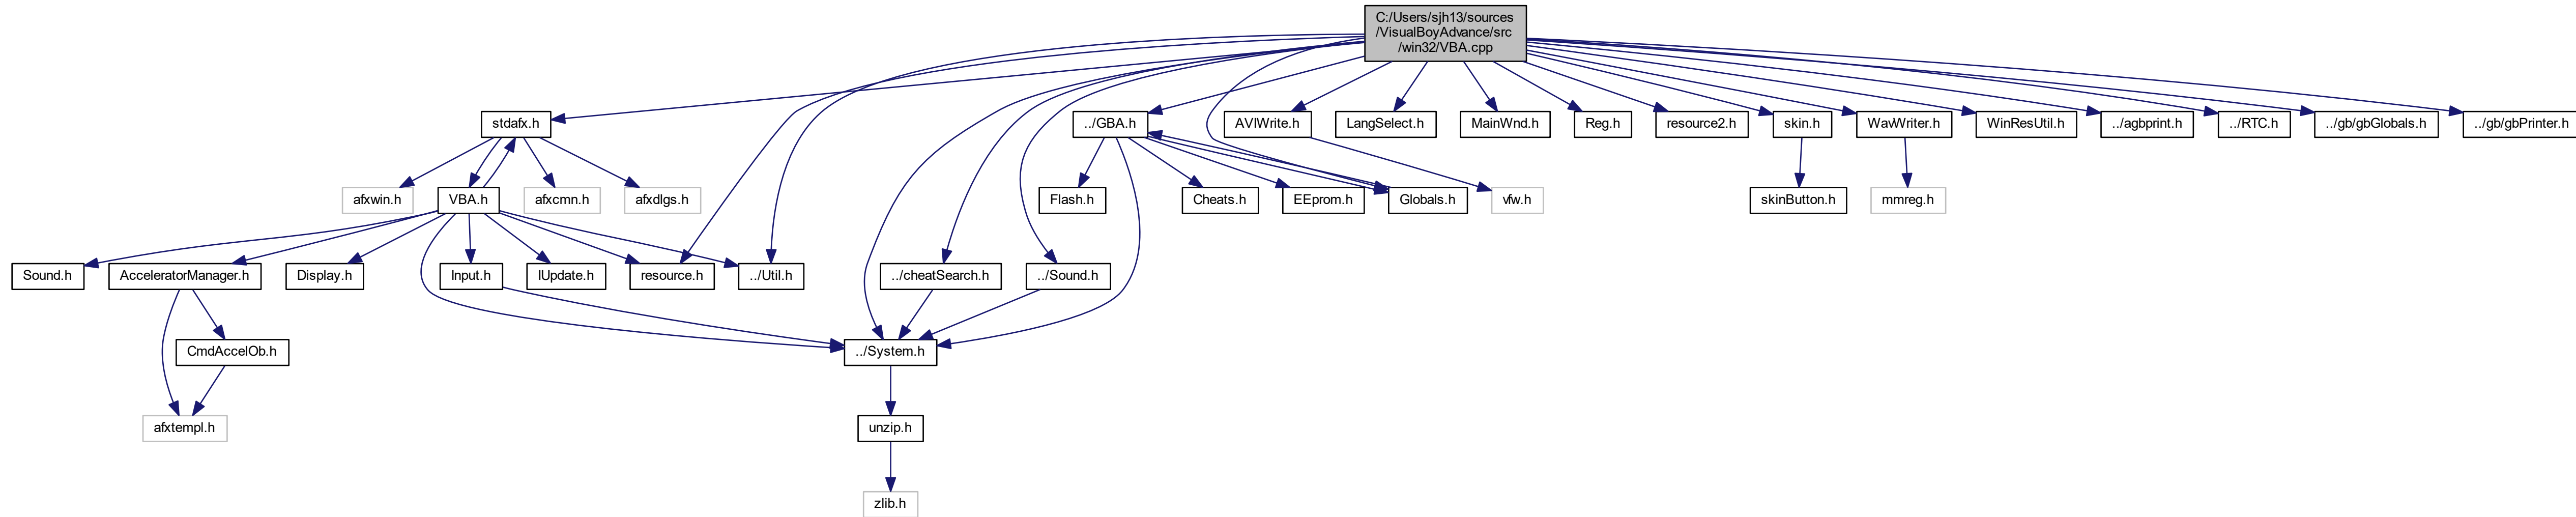 C:/Users/sjh13/sources
/VisualBoyAdvance/src
/win32/VBA.cpp
stdafx.h
../GBA.h
AVIWrite.h
LangSelect.h
MainWnd.h
Reg.h
resource2.h
skin.h
WavWriter.h
WinResUtil.h
../agbprint.h
../RTC.h
../gb/gbGlobals.h
../gb/gbPrinter.h
afxwin.h
VBA.h
afxcmn.h
afxdlgs.h
Flash.h
Cheats.h
EEprom.h
Globals.h
vfw.h
skinButton.h
mmreg.h
Sound.h
AcceleratorManager.h
Display.h
Input.h
IUpdate.h
resource.h
../Util.h
../cheatSearch.h
../Sound.h
CmdAccelOb.h
../System.h
afxtempl.h
unzip.h
zlib.h